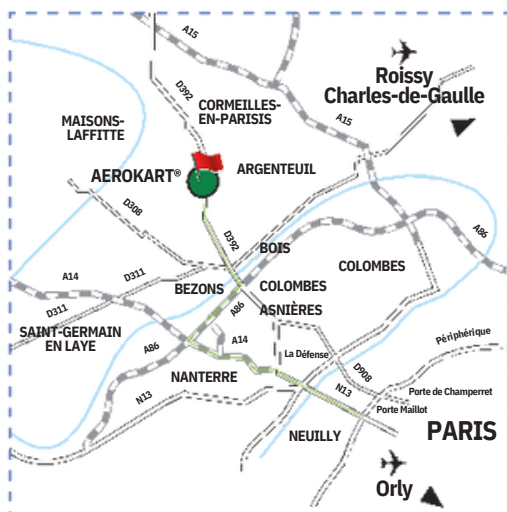 A15
D392
Roissy
Charles-de-Gaulle
CORMEILLES-
EN-PARISIS
MAISONS-
LAFFITTE
A15
AEROKART®
ARGENTEUIL
D308
D392
A86
BOIS
COLOMBES
A14
D311
BEZONS
COLOMBES
D311
A86
ASNIÈRES
SAINT-GERMAIN
EN LAYE
A86
A14
La Défense
Périphérique
D908
NANTERRE
N13
N13
Porte de Champerret
Porte Maillot
NEUILLY
PARIS
Orly